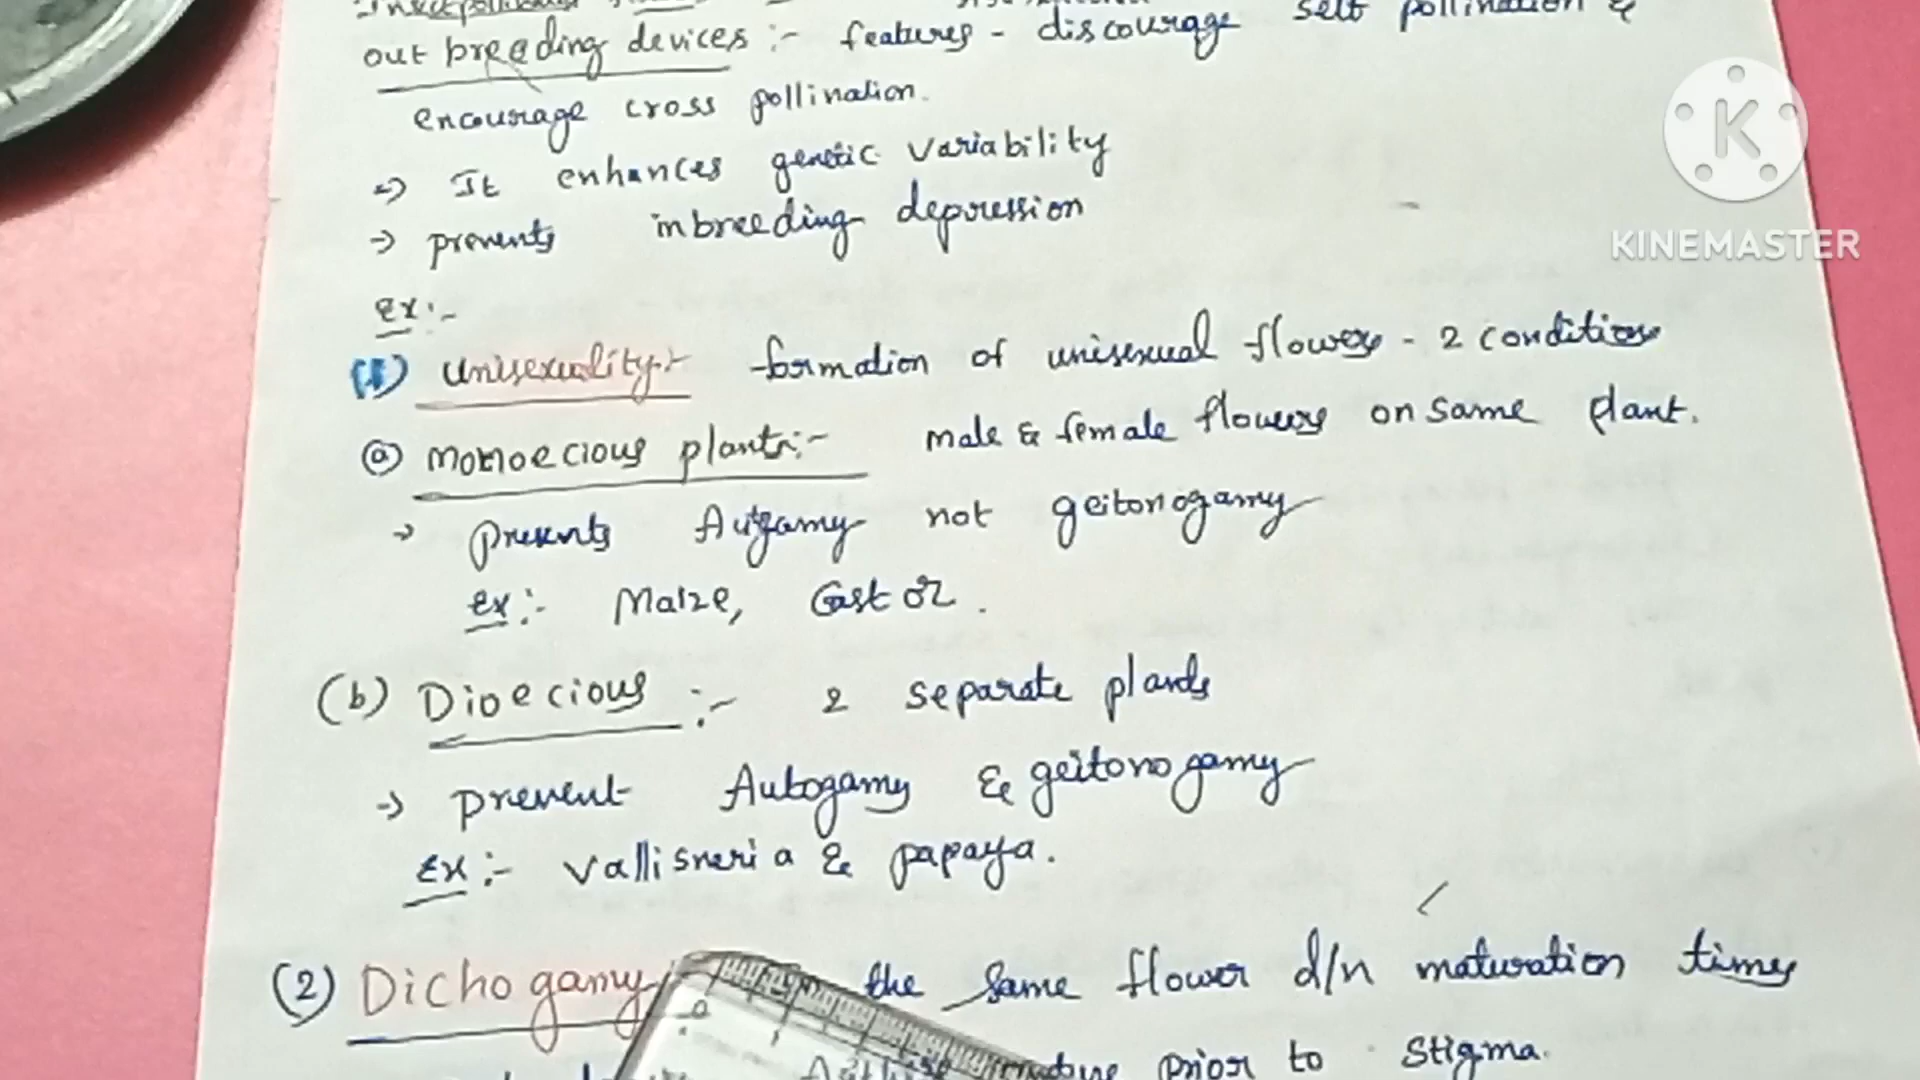 out breeding devices :- features - discourage self pollination &
encourage cross pollination.
=> It enhances genetic variability
-> prevents inbreeding depression
Ex:-
(1) Unisexuality:- formation of unisexual flowers - 2 conditions
(a) Monoecious plants:- male & female flowers on same plant.
-> prevents Autgamy not geitonogamy
Ex:- Maize, Castor.
(b) Dioecious :- 2 separate plants
-> prevent Autogamy & geitonogamy
Ex:- Vallisneria & papaya.
(2) Dichogamy the same flower d/n maturation times
prior to stigma.
K
KINEMASTER